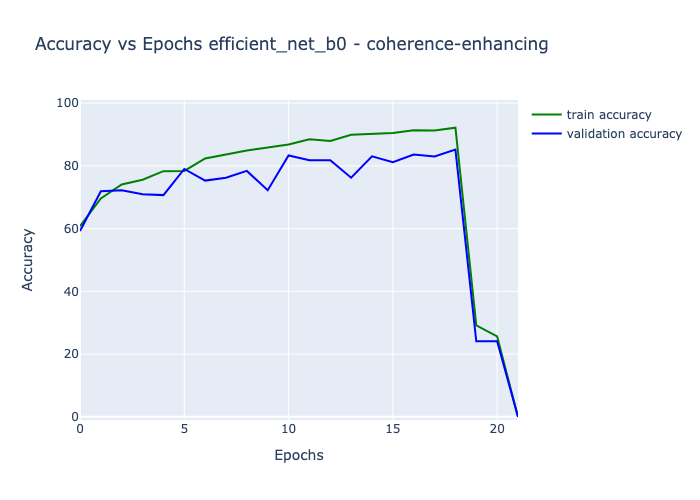 Accuracy vs Epochs efficient_net_b0 - coherence-enhancing
train accuracy
validation accuracy
100
80
60
40
20
0
Accuracy
0 5 10 15 20
Epochs